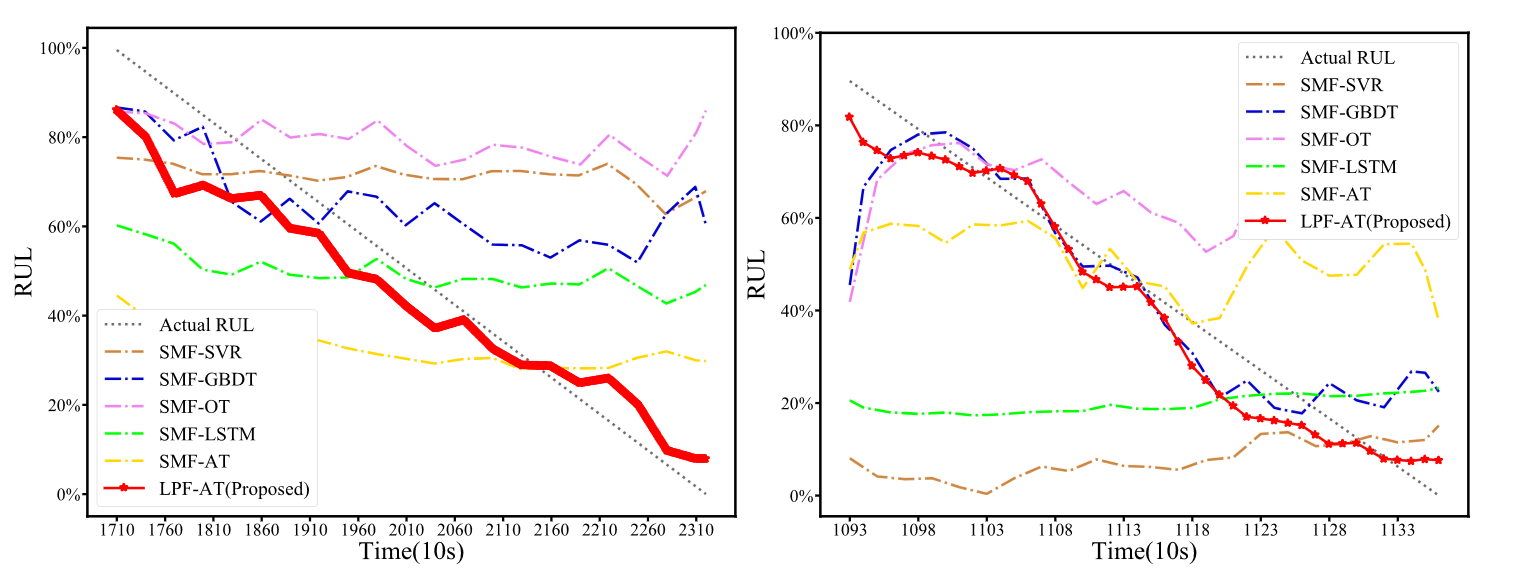 100%
80%
60%
40%
20%
0%
RUL
Actual RUL
SMF-SVR
SMF-GBDT
SMF-OT
SMF-LSTM
SMF-AT
LPF-AT(Proposed)
1710 1760 1810 1860 1910 1960 2010 2060 2110 2160 2210 2260 2310
Time(10s)
100%
80%
60%
40%
20%
0%
RUL
Actual RUL
SMF-SVR
SMF-GBDT
SMF-OT
SMF-LSTM
SMF-AT
LPF-AT(Proposed)
1093 1098 1103 1108 1113 1118 1123 1128 1133
Time(10s)